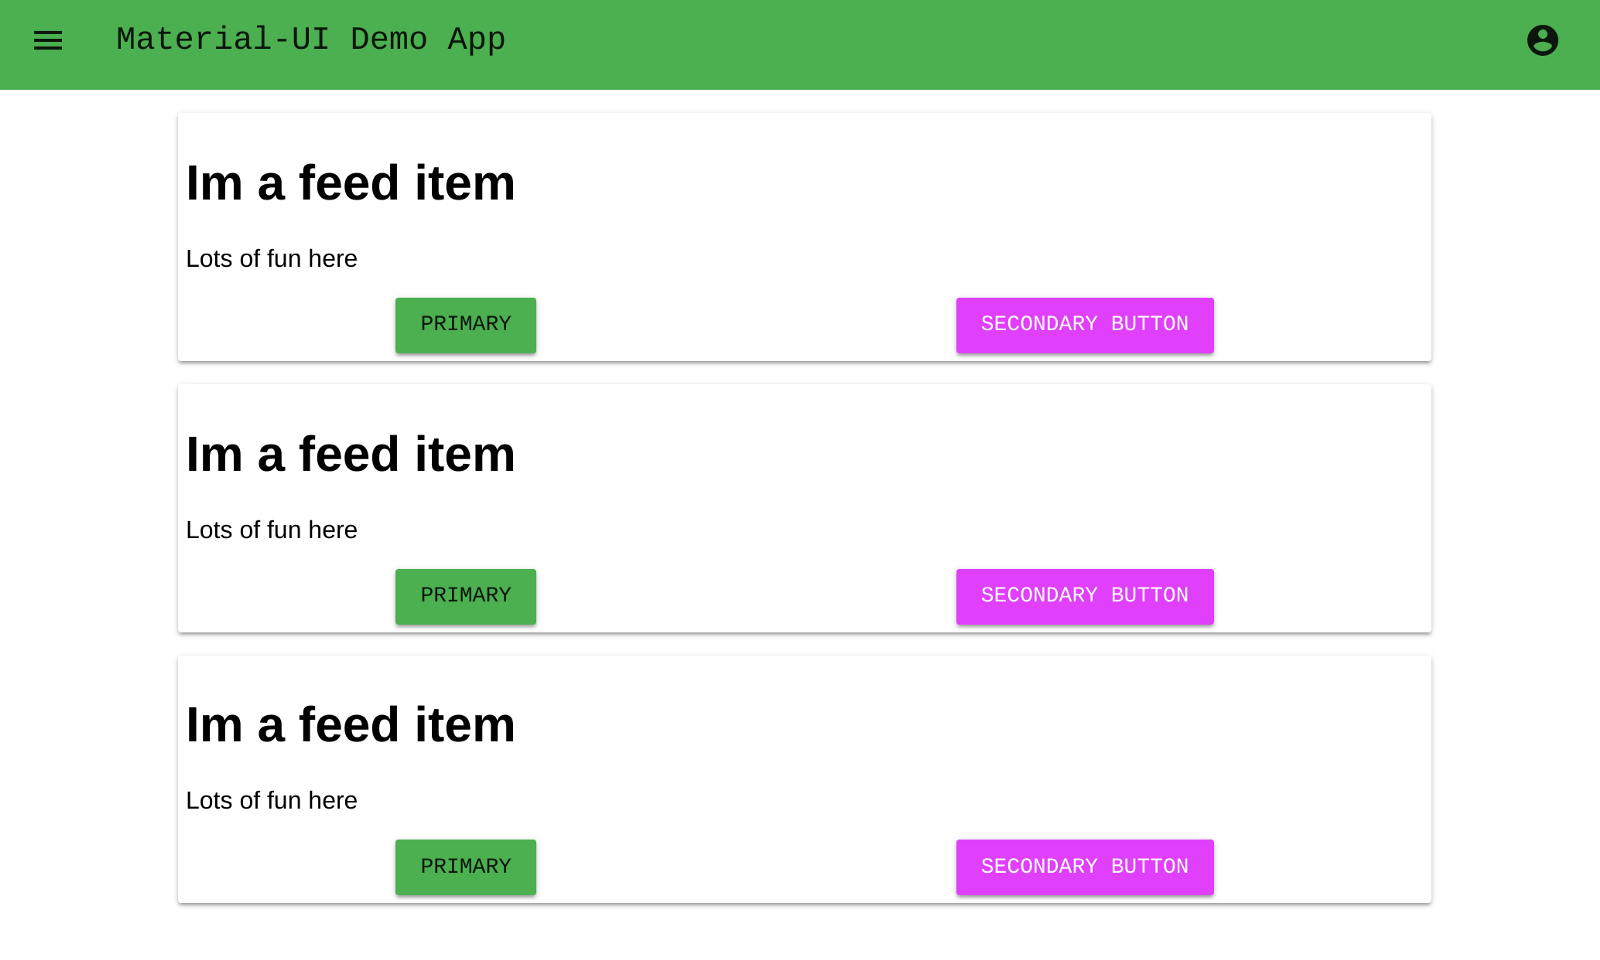 Material-UI Demo App
Im a feed item
Lots of fun here
PRIMARY
SECONDARY BUTTON
Im a feed item
Lots of fun here
PRIMARY
SECONDARY BUTTON
Im a feed item
Lots of fun here
PRIMARY
SECONDARY BUTTON